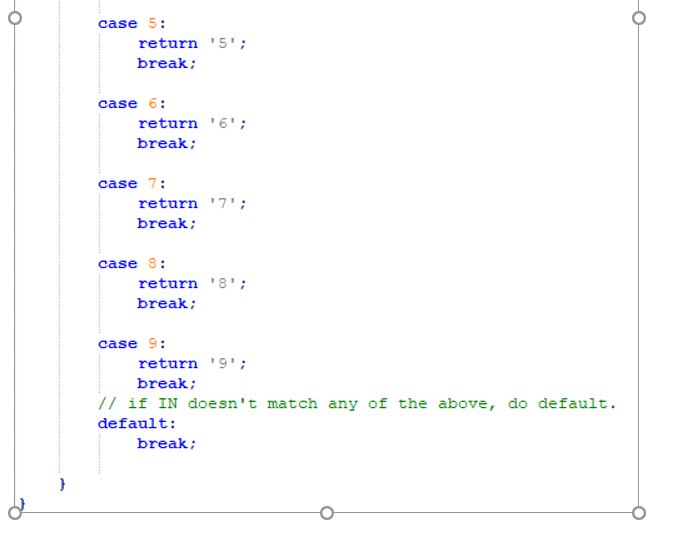 case 5:
return '5';
break;
case 6:
return '6';
break;
case 7:
return '7';
break;
case 8:
return '8';
break;
case 9:
return '9';
break;
// if IN doesn't match any of the above, do default.
default:
break;
}
}